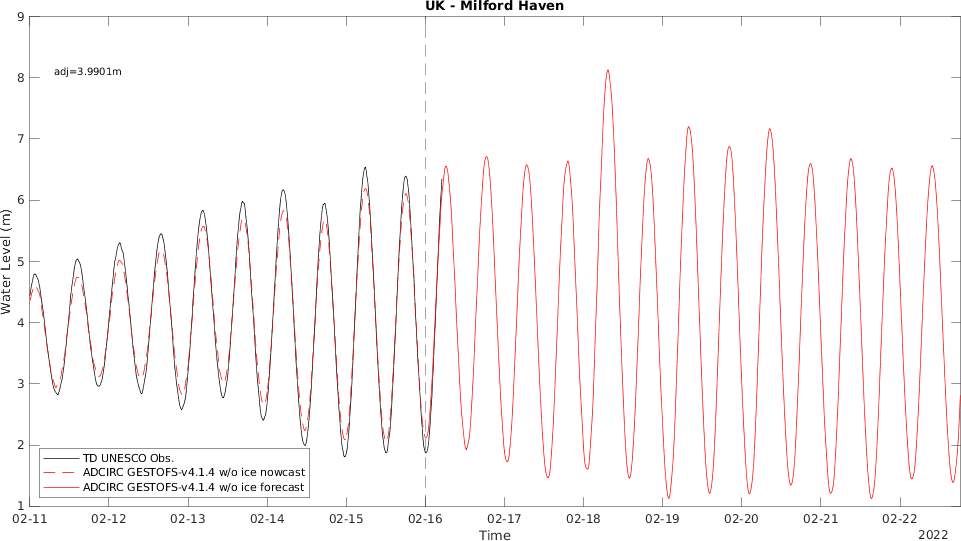 UK - Milford Haven
9
8
7
6
5
4
3
2
1
Water Level (m)
adj=3.9901m
TD UNESCO Obs.
ADCIRC GESTOFS-v4.1.4 w/o ice nowcast
ADCIRC GESTOFS-v4.1.4 w/o ice forecast
02-11 02-12 02-13 02-14 02-15 02-16 02-17 02-18 02-19 02-20 02-21 02-22
Time
2022